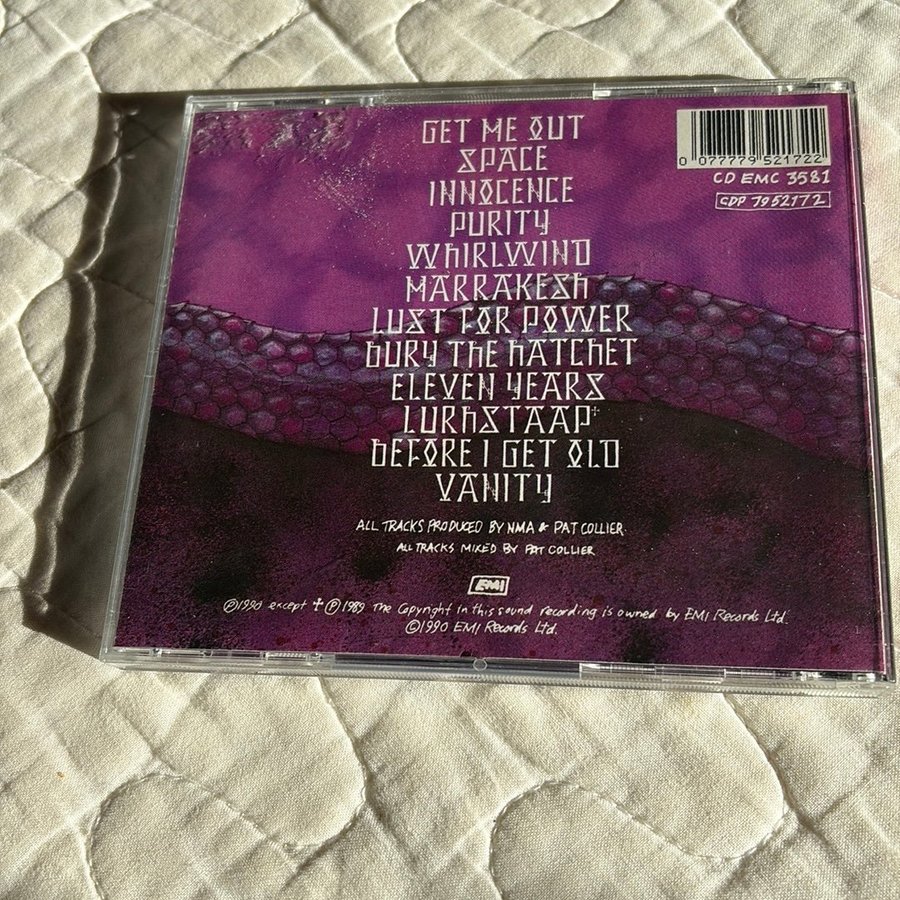 GET ME OUT
SPACE
INNOCENCE
PURITY
WHIRLWIND
MARRAKESH
LUST FOR POWER
BURY THE HATCHET
ELEVEN YEARS
LURHSTAAP†
BEFORE I GET OLD
VANITY
0 077779 521722
CD EMC 3581
CDP 7952172
ALL TRACKS PRODUCED BY NMA & PAT COLLIER
ALL TRACKS MIXED BY PAT COLLIER
EMI
℗1990 except † ℗1989 The Copyright in this sound recording is owned by EMI Records Ltd.
©1990 EMI Records Ltd.